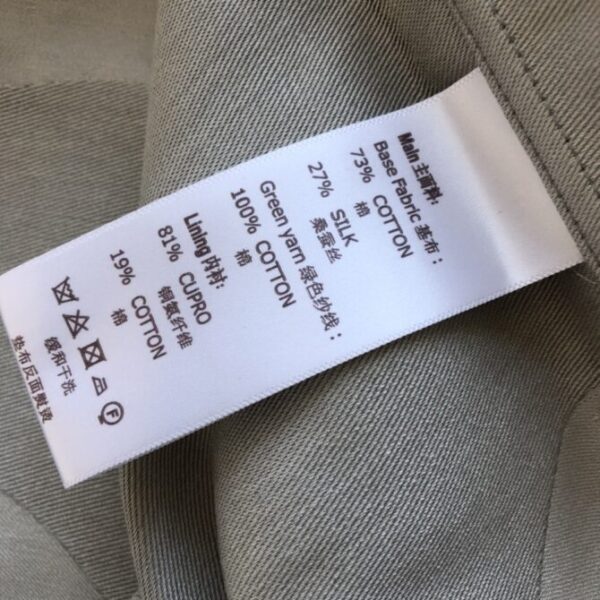 Main 主面料:
Base Fabric 基布:
73% COTTON
棉
27% SILK
桑蚕丝
Green yarn 绿色纱线:
100% COTTON
棉
Lining 内衬:
81% CUPRO
铜氨纤维
19% COTTON
棉
F
缓和干洗
垫布反面熨烫